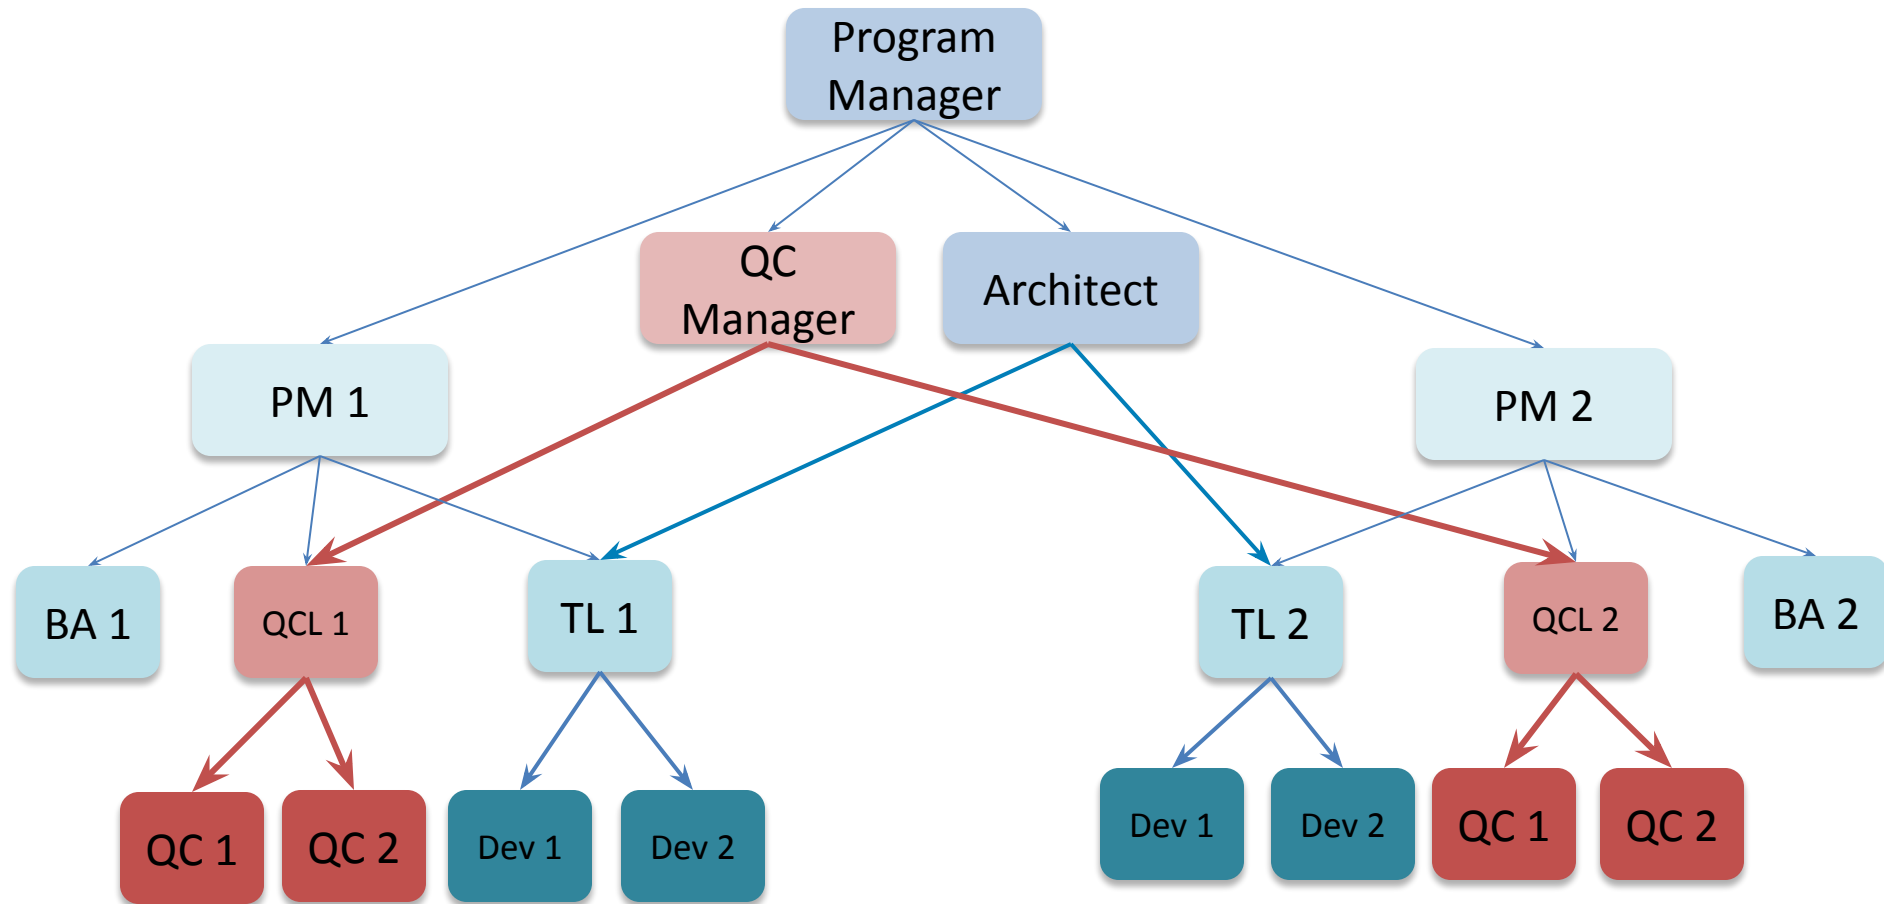 Program
Manager
QC
Manager
Architect
PM 1
PM 2
BA 1
QCL 1
TL 1
TL 2
QCL 2
BA 2
QC 1
QC 2
Dev 1
Dev 2
Dev 1
Dev 2
QC 1
QC 2